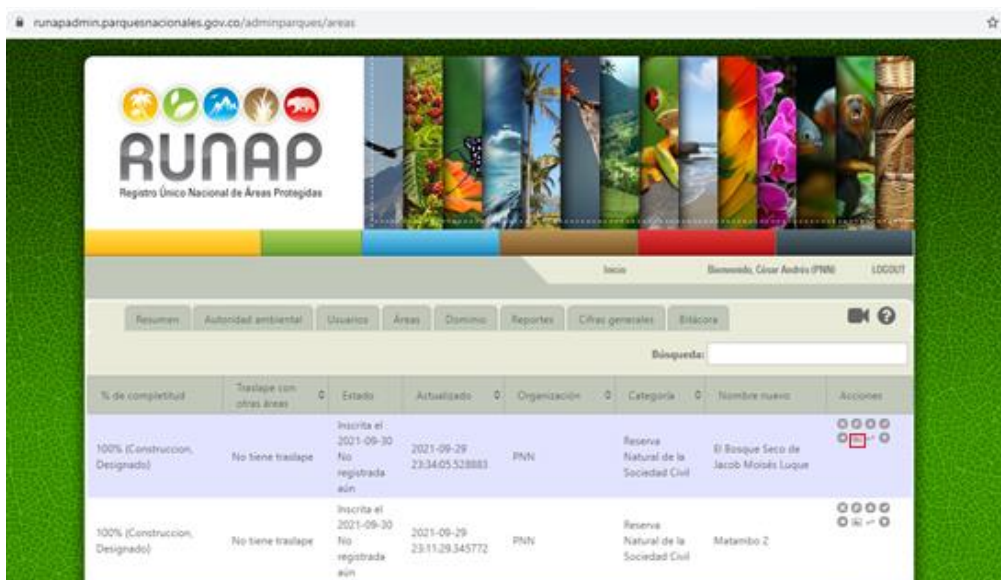 runapadmin.parquesnacionales.gov.co/adminparques/areas
RUNAP
Registro Único Nacional de Áreas Protegidas
Inicio
Bienvenido, César Andrés (PNN)
LOGOUT
Resumen
Autoridad ambiental
Usuarios
Áreas
Dominio
Reportes
Cifras generales
Bitácora
Búsqueda:
% de completitud
Traslape con
otras áreas
Estado
Actualizado
Organización
Categoría
Nombre nuevo
Acciones
100% (Construccion,
Designado)
No tiene traslape
Inscrita el
2021-09-30
No
registrada
aún
2021-09-29
23:34:05.528883
PNN
Reserva
Natural de la
Sociedad Civil
El Bosque Seco de
Jacob Moisés Luque
100% (Construccion,
Designado)
No tiene traslape
Inscrita el
2021-09-30
No
registrada
aún
2021-09-29
23:11:29.345772
PNN
Reserva
Natural de la
Sociedad Civil
Matambo 2